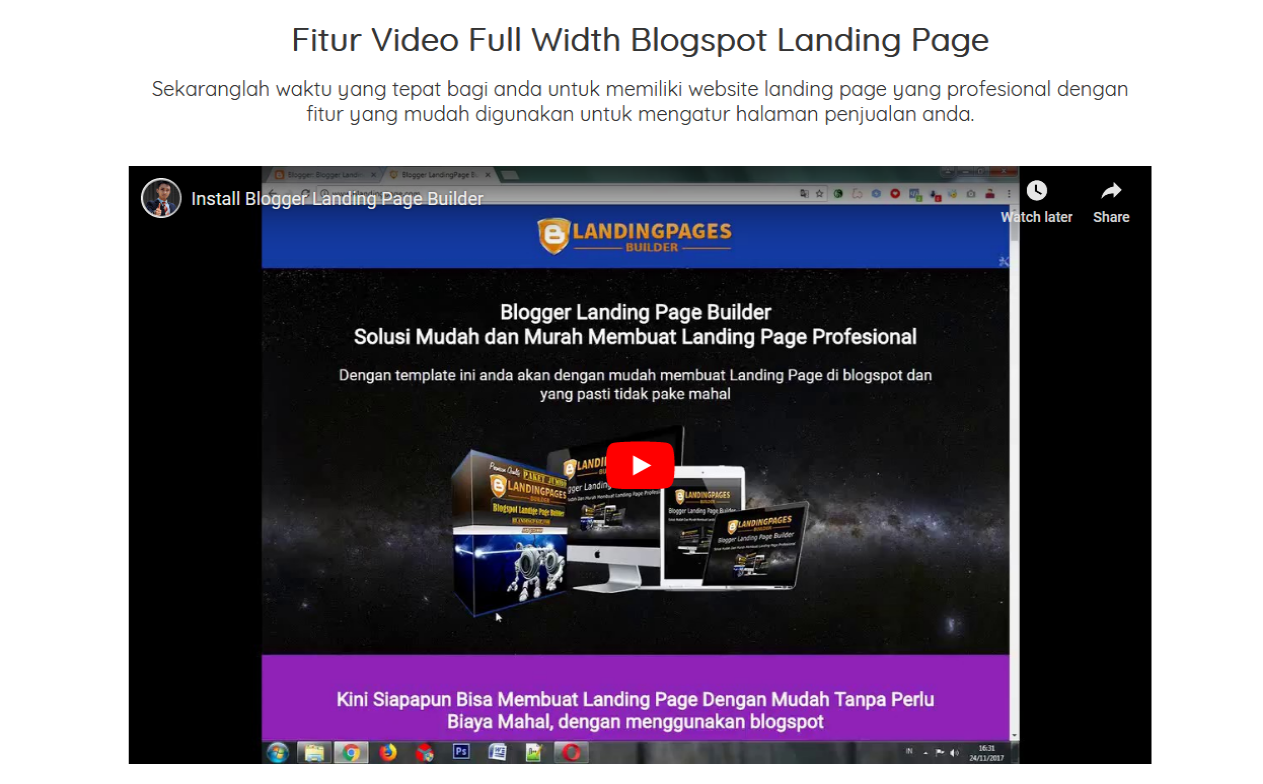 Fitur Video Full Width Blogspot Landing Page
Sekaranglah waktu yang tepat bagi anda untuk memiliki website landing page yang profesional dengan
fitur yang mudah digunakan untuk mengatur halaman penjualan anda.
Install Blogger Landing Page Builder
Watch later
Share
LANDINGPAGES
BUILDER
Blogger Landing Page Builder
Solusi Mudah dan Murah Membuat Landing Page Profesional
Dengan template ini anda akan dengan mudah membuat Landing Page di blogspot dan
yang pasti tidak pake mahal
LANDINGPAGES
BUILDER
LANDINGPAGES
BUILDER
Blogger Landing Page Builder
LANDINGPAGES
BUILDER
Blogger Landing Page Builder
Kini Siapapun Bisa Membuat Landing Page Dengan Mudah Tanpa Perlu
Biaya Mahal, dengan menggunakan blogspot
Ps
IN
16:31
24/11/2017